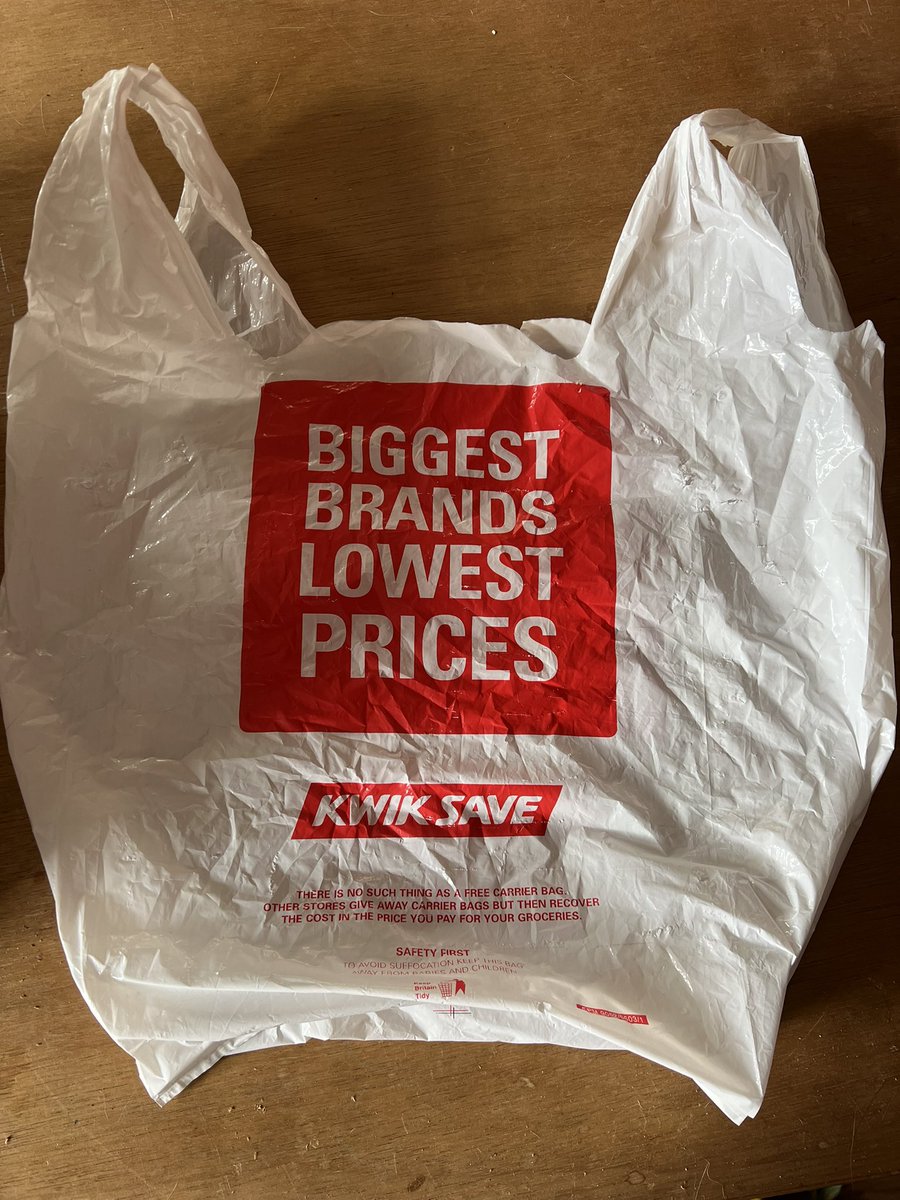 BIGGEST
BRANDS
LOWEST
PRICES
KWIK SAVE
THERE IS NO SUCH THING AS A FREE CARRIER BAG.
OTHER STORES GIVE AWAY CARRIER BAGS BUT THEN RECOVER
THE COST IN THE PRICE YOU PAY FOR YOUR GROCERIES.
SAFETY FIRST
TO AVOID SUFFOCATION KEEP THIS BAG
AWAY FROM BABIES AND CHILDREN
Keep
Britain
Tidy